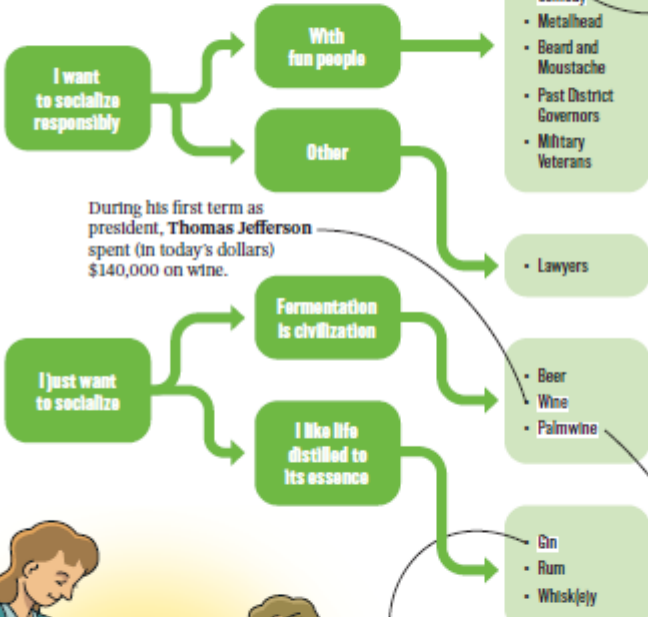 • Metalhead
• Beard and
Moustache
• Past District
Governors
• Military
Veterans
With
fun people
I want
to socialize
responsibly
Other
• Lawyers
During his first term as
president, Thomas Jefferson
spent (in today's dollars)
$140,000 on wine.
Fermentation
is civilization
I just want
to socialize
I like life
distilled to
its essence
• Beer
• Wine
• Palmwine
• Gin
• Rum
• Whisk(e)y